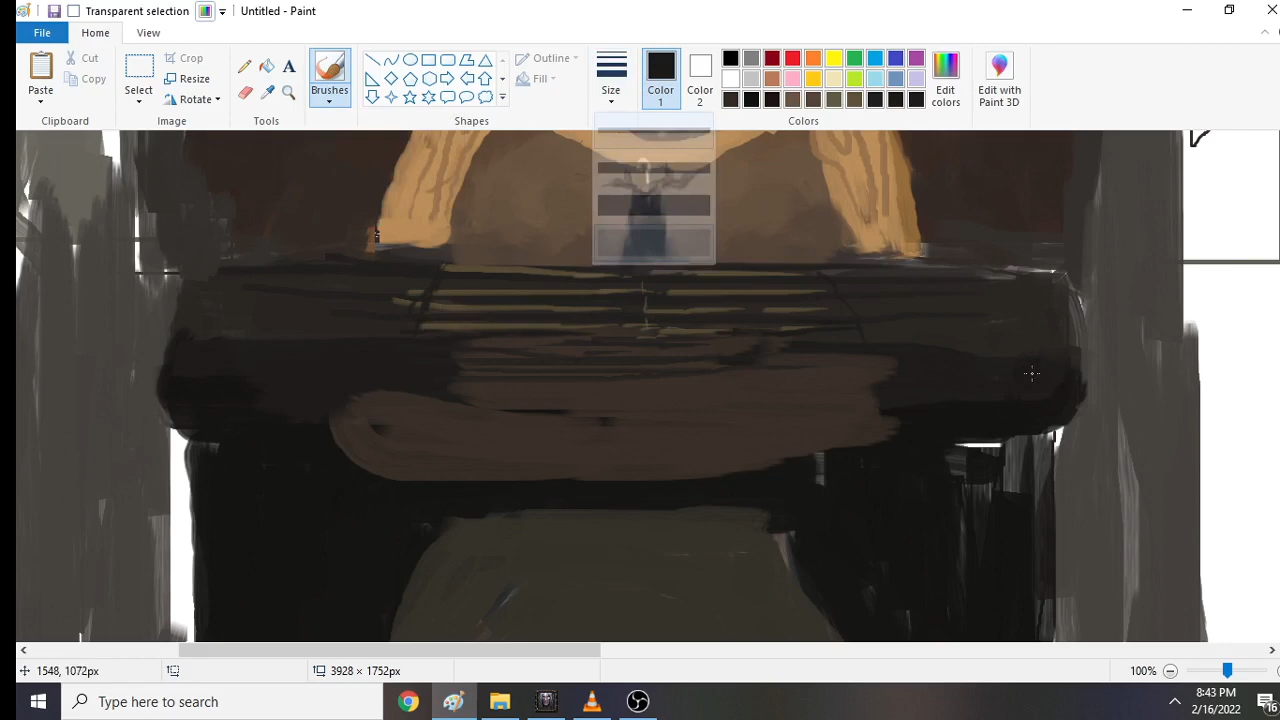 Transparent selection Untitled - Paint
File Home View
Paste Cut Copy
Clipboard
Select Crop Resize Rotate
Image
A
Tools
Brushes
Outline Fill
Shapes
Size
Color 1
Color 2
Edit colors
Colors
Edit with Paint 3D
1548, 1072px
3928 × 1752px
100%
Type here to search
8:43 PM
2/16/2022
16